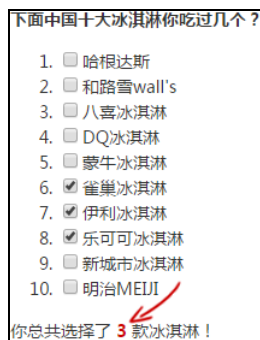 下面中国十大冰淇淋你吃过几个？
1. 哈根达斯
2. 和路雪wall's
3. 八喜冰淇淋
4. DQ冰淇淋
5. 蒙牛冰淇淋
6. 雀巢冰淇淋
7. 伊利冰淇淋
8. 乐可可冰淇淋
9. 新城市冰淇淋
10. 明治MEIJI
你总共选择了 3 款冰淇淋！